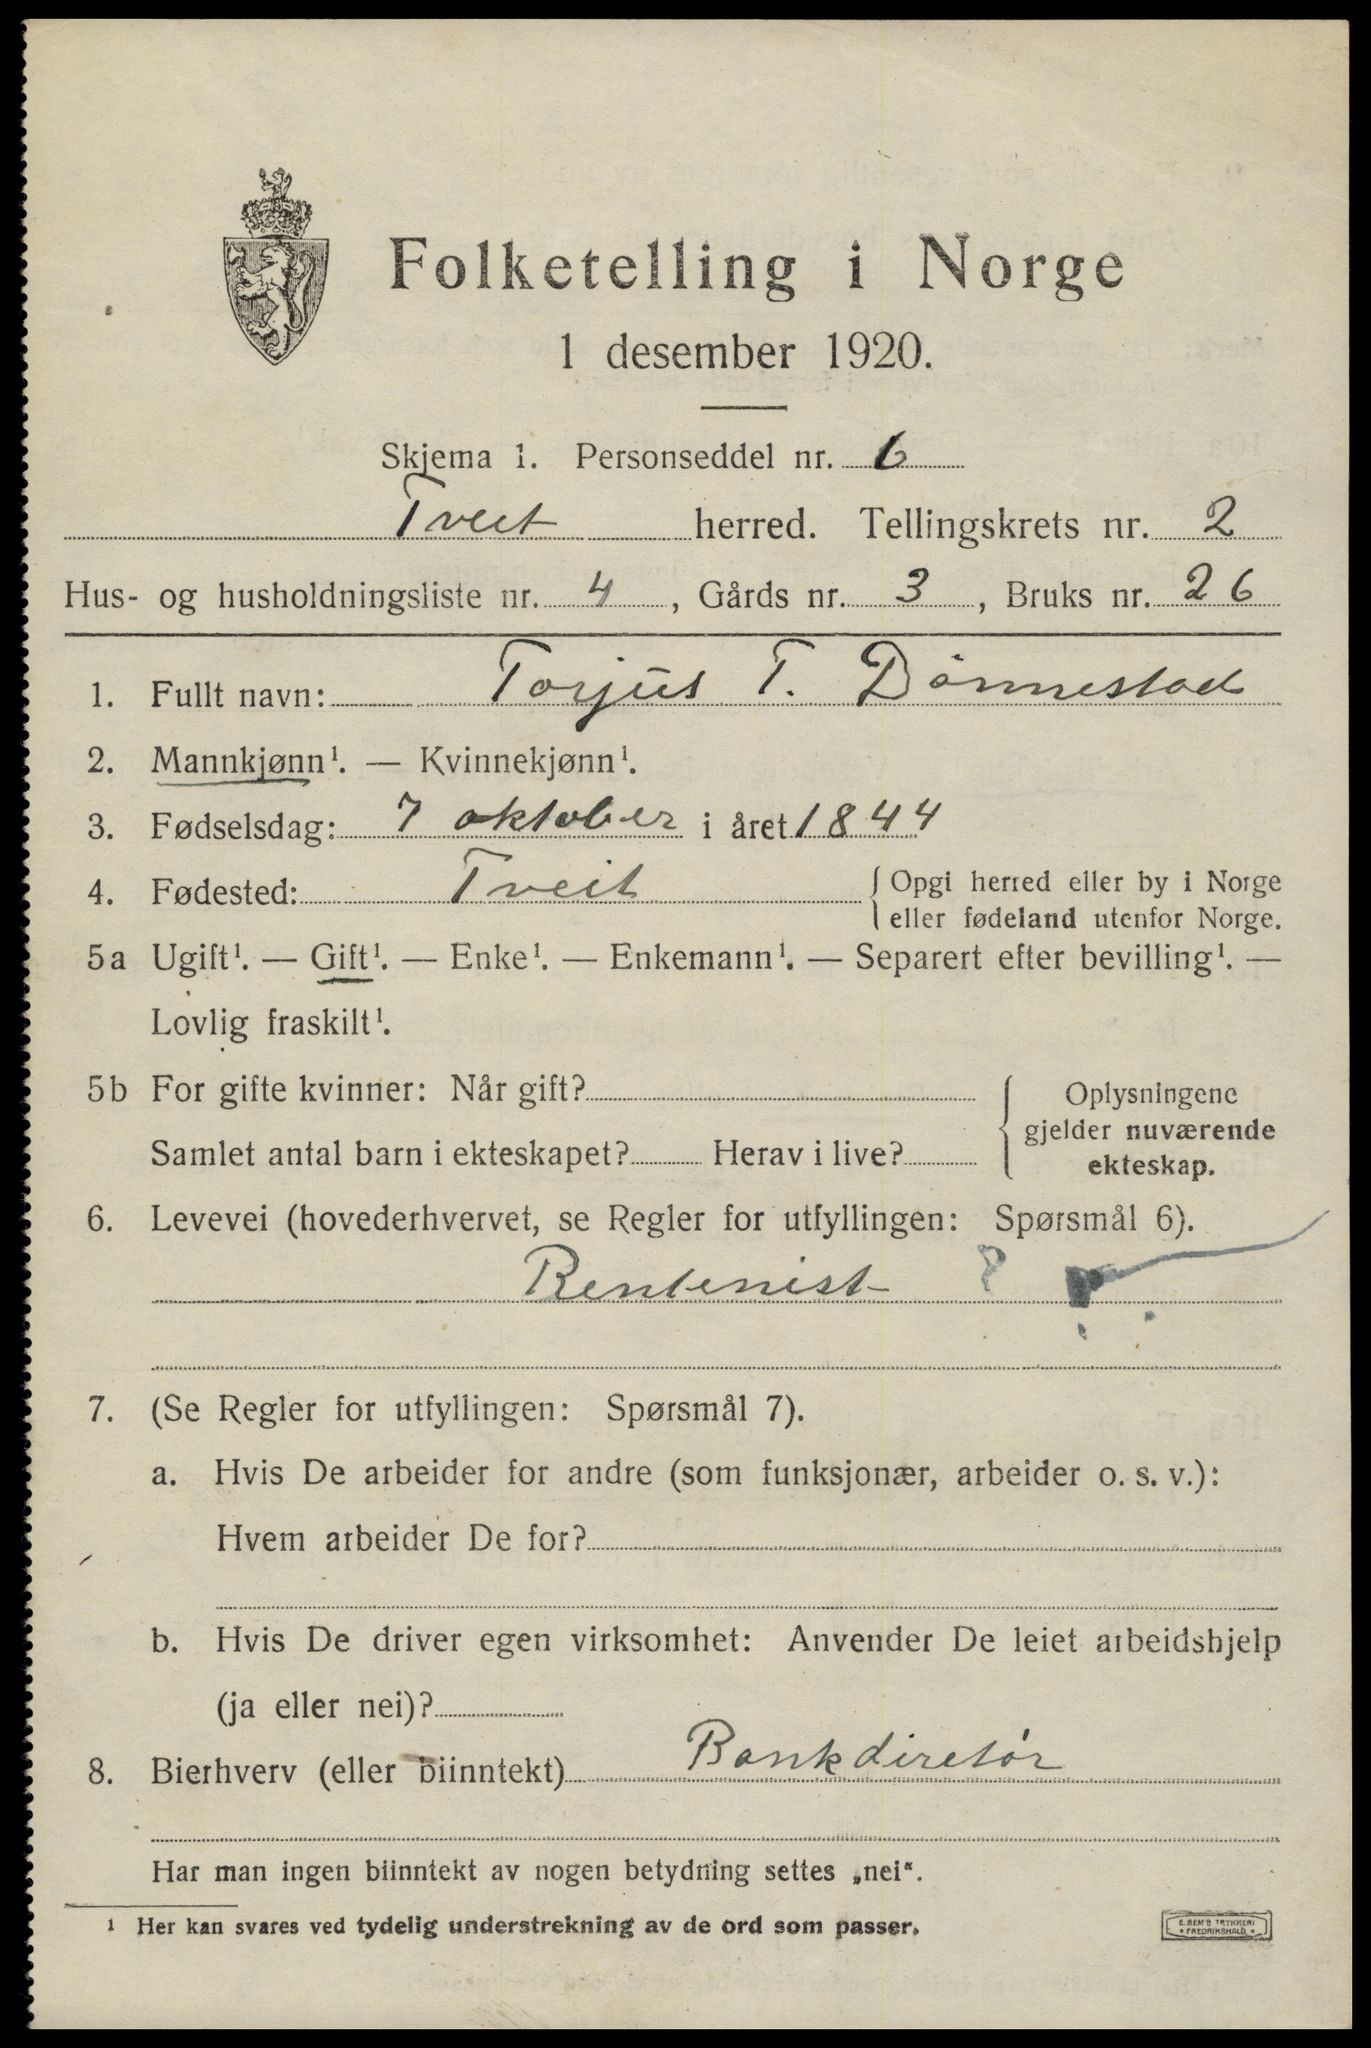 Folketelling i Norge
1 desember 1920.
Skjema 1. Personseddel nr. 6
Tveit herred. Tellingskrets nr. 2
Hus- og husholdningsliste nr. 4, Gårds nr. 3, Bruks nr. 26
1. Fullt navn: Torjus T. Dønnestad
2. Mannkjønn¹. — Kvinnekjønn¹.
3. Fødselsdag: 7 oktober i året 1844
4. Fødested: Tveit { Opgi herred eller by i Norge
eller fødeland utenfor Norge.
5a Ugift¹. — Gift¹. — Enke¹. — Enkemann¹. — Separert efter bevilling¹. —
Lovlig fraskilt¹.
5b For gifte kvinner: Når gift? { Oplysningene
gjelder nuværende
Samlet antal barn i ekteskapet? Herav i live? ekteskap.
6. Levevei (hovederhvervet, se Regler for utfyllingen: Spørsmål 6).
Rentenist ?
7. (Se Regler for utfyllingen: Spørsmål 7).
a. Hvis De arbeider for andre (som funksjonær, arbeider o. s. v.):
Hvem arbeider De for?
b. Hvis De driver egen virksomhet: Anvender De leiet arbeidshjelp
(ja eller nei)?
8. Bierhverv (eller biinntekt) Bankdiretør
Har man ingen biinntekt av nogen betydning settes „nei“.
¹ Her kan svares ved tydelig understrekning av de ord som passer.
E. SEM'S TRYKKERI
* FREDRIKSHALD *